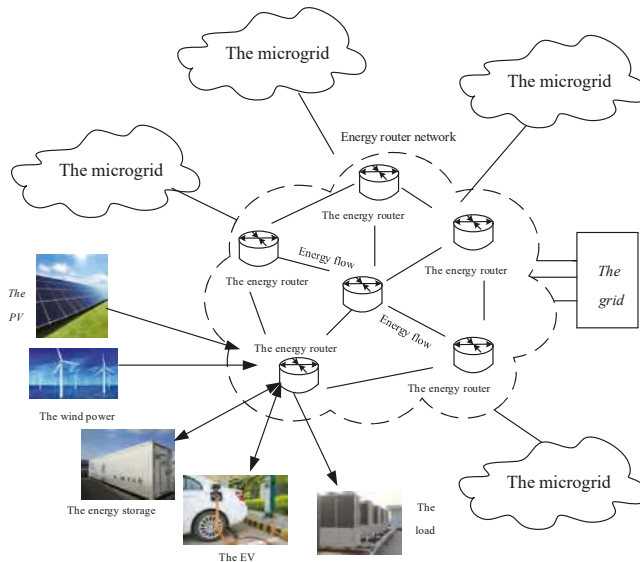 The microgrid
The microgrid
Energy router network
The microgrid
The energy router
Energy flow
The energy router
The energy router
The
PV
The
grid
The energy router
Energy flow
The energy router
The wind power
The energy storage
The EV
The
load
The microgrid